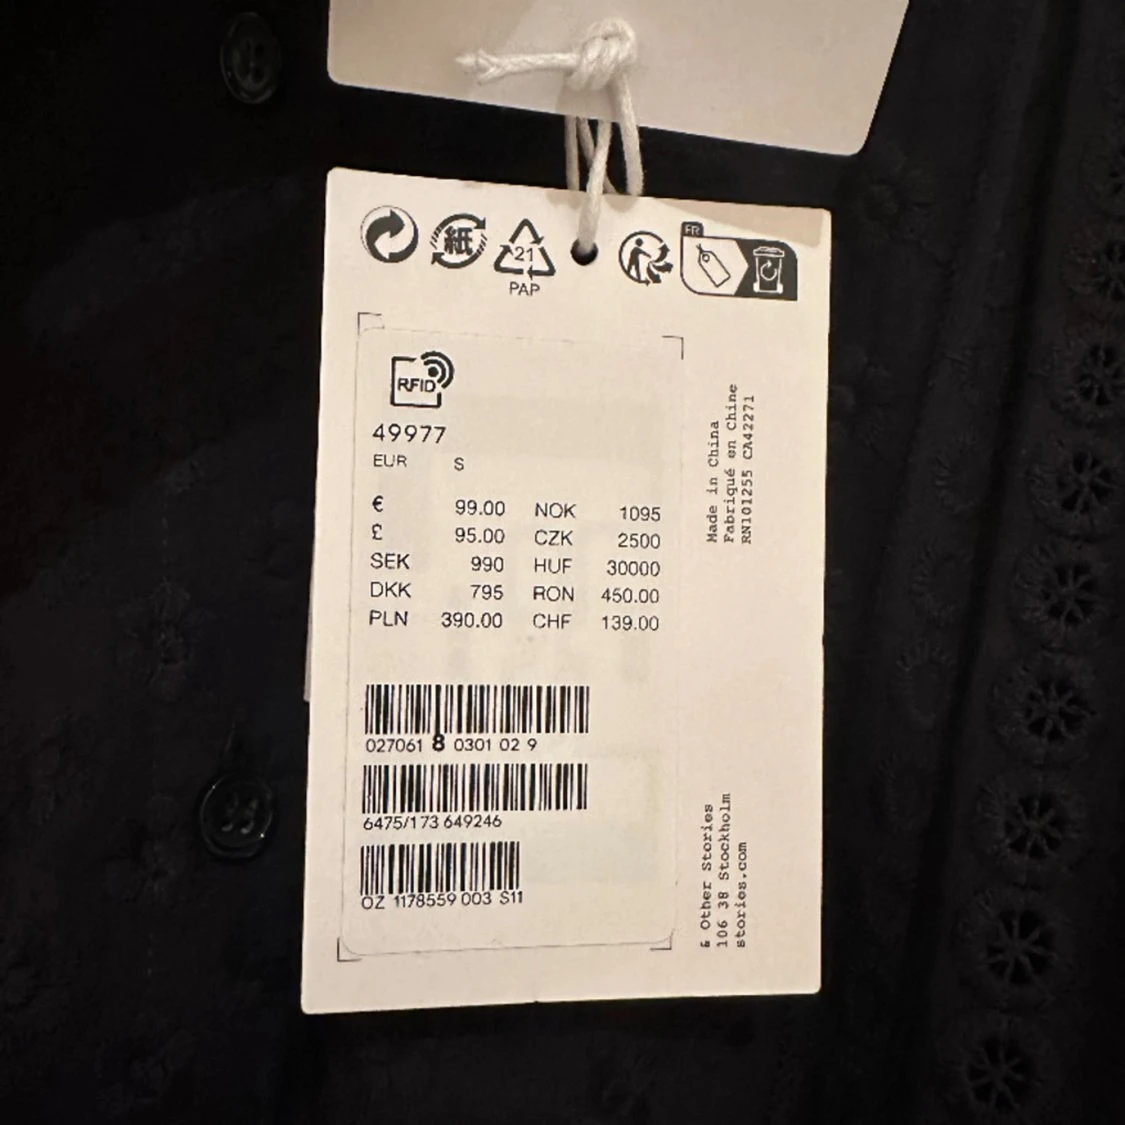 紙
21
PAP
FR
RFID
49977
EUR S
€ 99.00 NOK 1095
£ 95.00 CZK 2500
SEK 990 HUF 30000
DKK 795 RON 450.00
PLN 390.00 CHF 139.00
027061 8 0301 02 9
6475/173 649246
OZ 1178559 003 S11
Made in China
Fabriqué en Chine
RN101255 CA42271
& Other Stories
106 38 Stockholm
stories.com